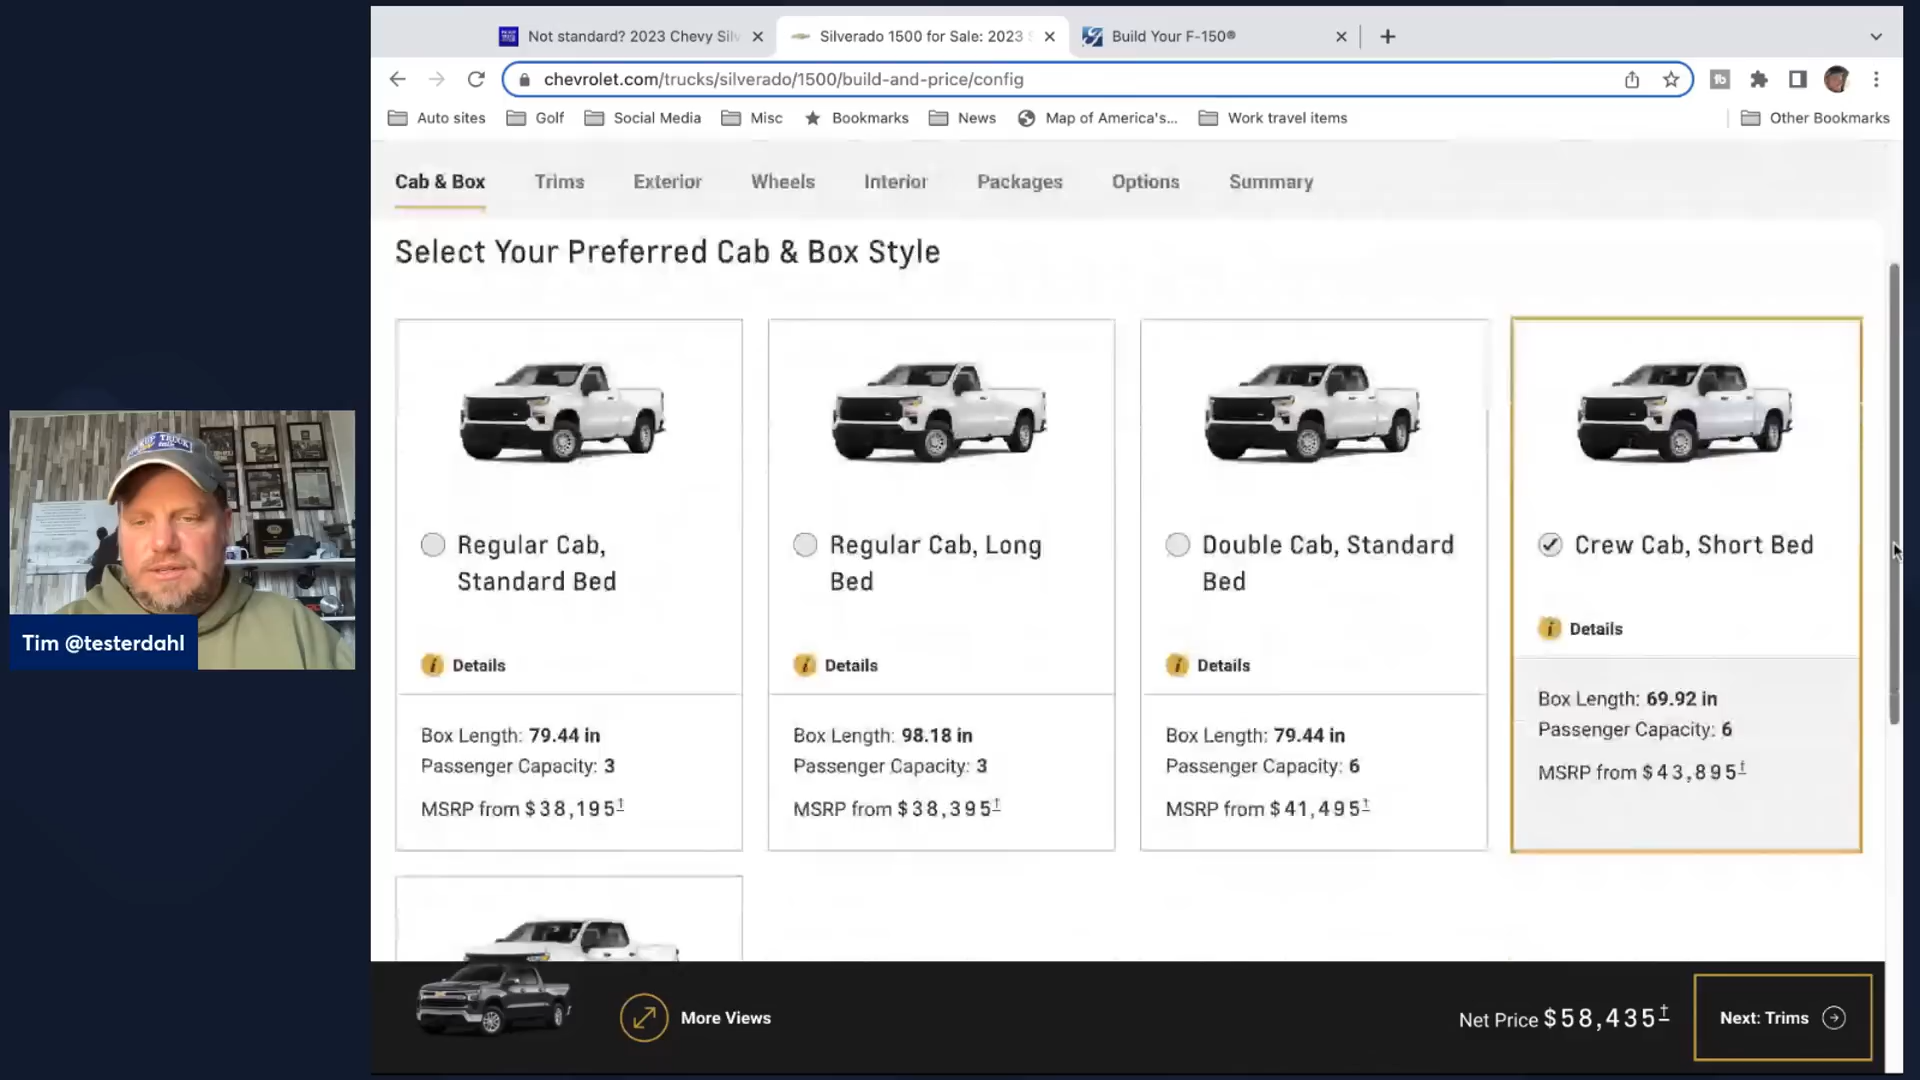 Not standard? 2023 Chevy Silv
Silverado 1500 for Sale: 2023 S
Build Your F-150®
chevrolet.com/trucks/silverado/1500/build-and-price/config
Auto sites
Golf
Social Media
Misc
Bookmarks
News
Map of America's...
Work travel items
Other Bookmarks
Cab & Box
Trims
Exterior
Wheels
Interior
Packages
Options
Summary
Select Your Preferred Cab & Box Style
Regular Cab,
Standard Bed
Details
Box Length: 79.44 in
Passenger Capacity: 3
MSRP from $38,195†
Regular Cab, Long
Bed
Details
Box Length: 98.18 in
Passenger Capacity: 3
MSRP from $38,395†
Double Cab, Standard
Bed
Details
Box Length: 79.44 in
Passenger Capacity: 6
MSRP from $41,495†
Crew Cab, Short Bed
Details
Box Length: 69.92 in
Passenger Capacity: 6
MSRP from $43,895†
Tim @testerdahl
More Views
Net Price $58,435†
Next: Trims